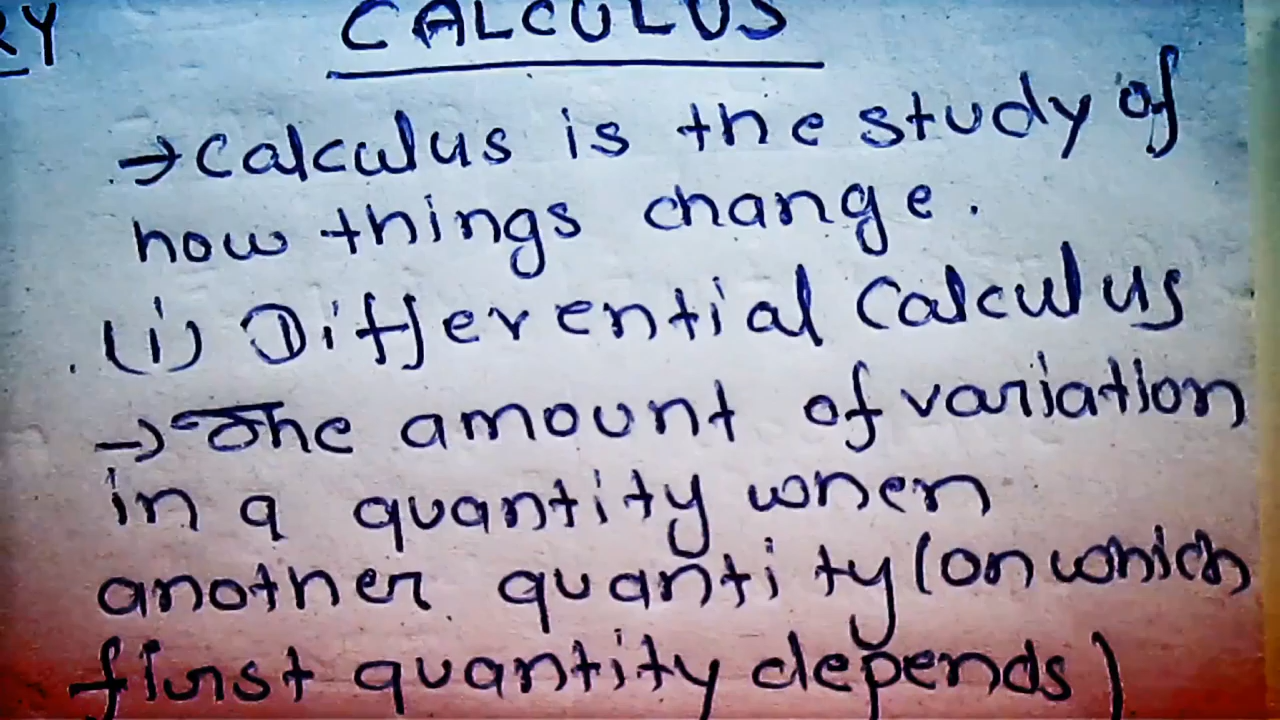 RY
CALCULUS
→ Calculus is the study of
how things change.
(i) Differential Calculus
→ The amount of variation
in a quantity when
another quantity (on which
first quantity depends)